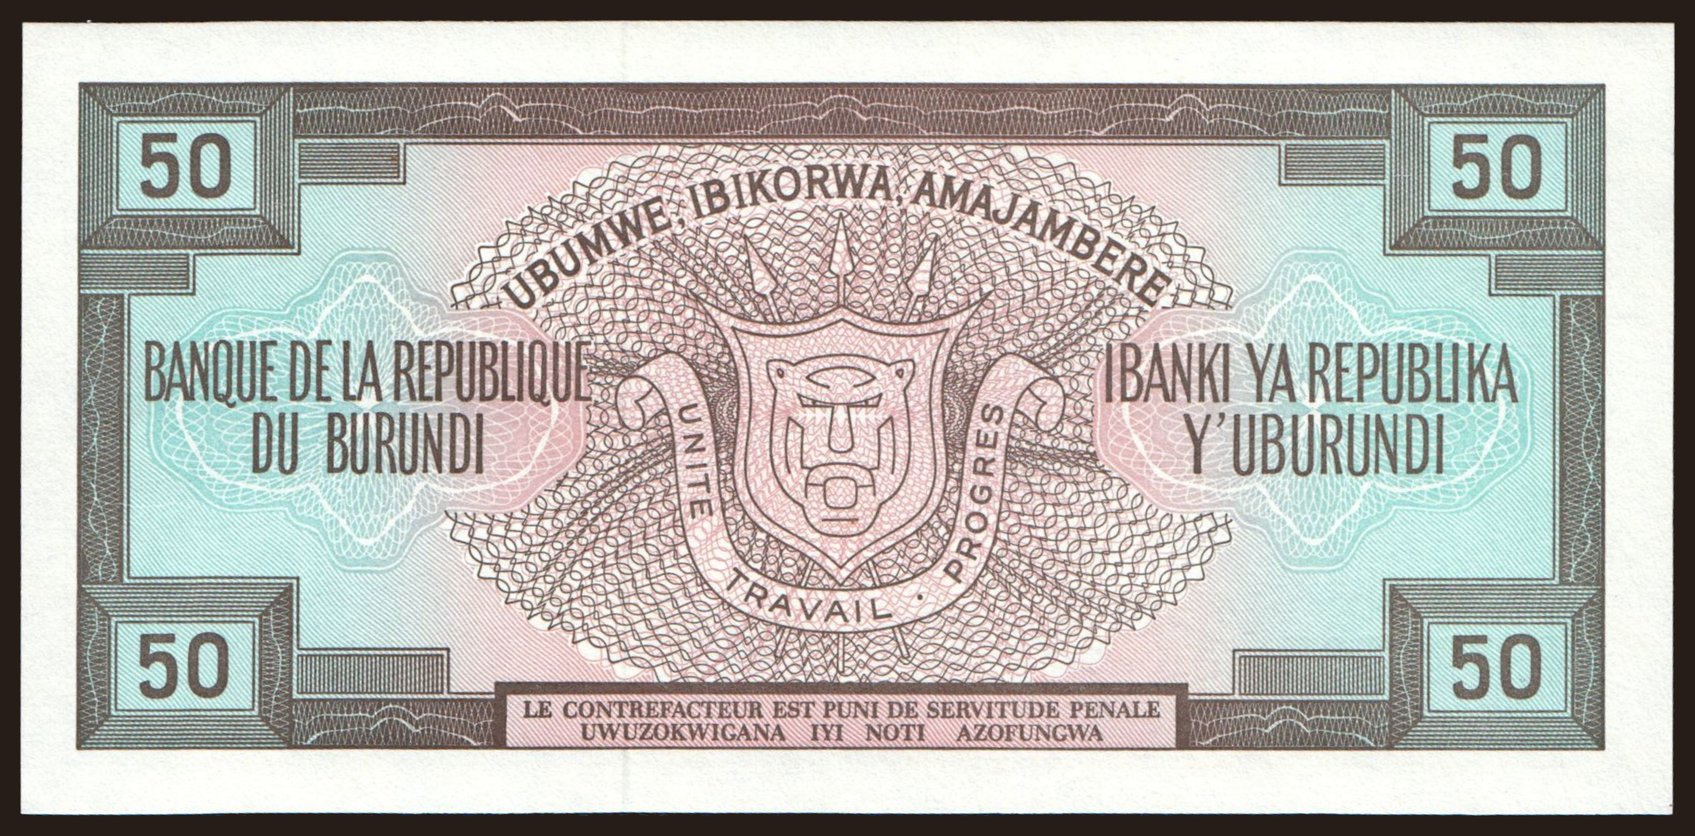 50
50
UBUMWE, IBIKORWA, AMAJAMBERE
BANQUE DE LA REPUBLIQUE
DU BURUNDI
IBANKI YA REPUBLIKA
Y'UBURUNDI
UNITE TRAVAIL · PROGRES
50
50
LE CONTREFACTEUR EST PUNI DE SERVITUDE PENALE
UWUZOKWIGANA IYI NOTI AZOFUNGWA